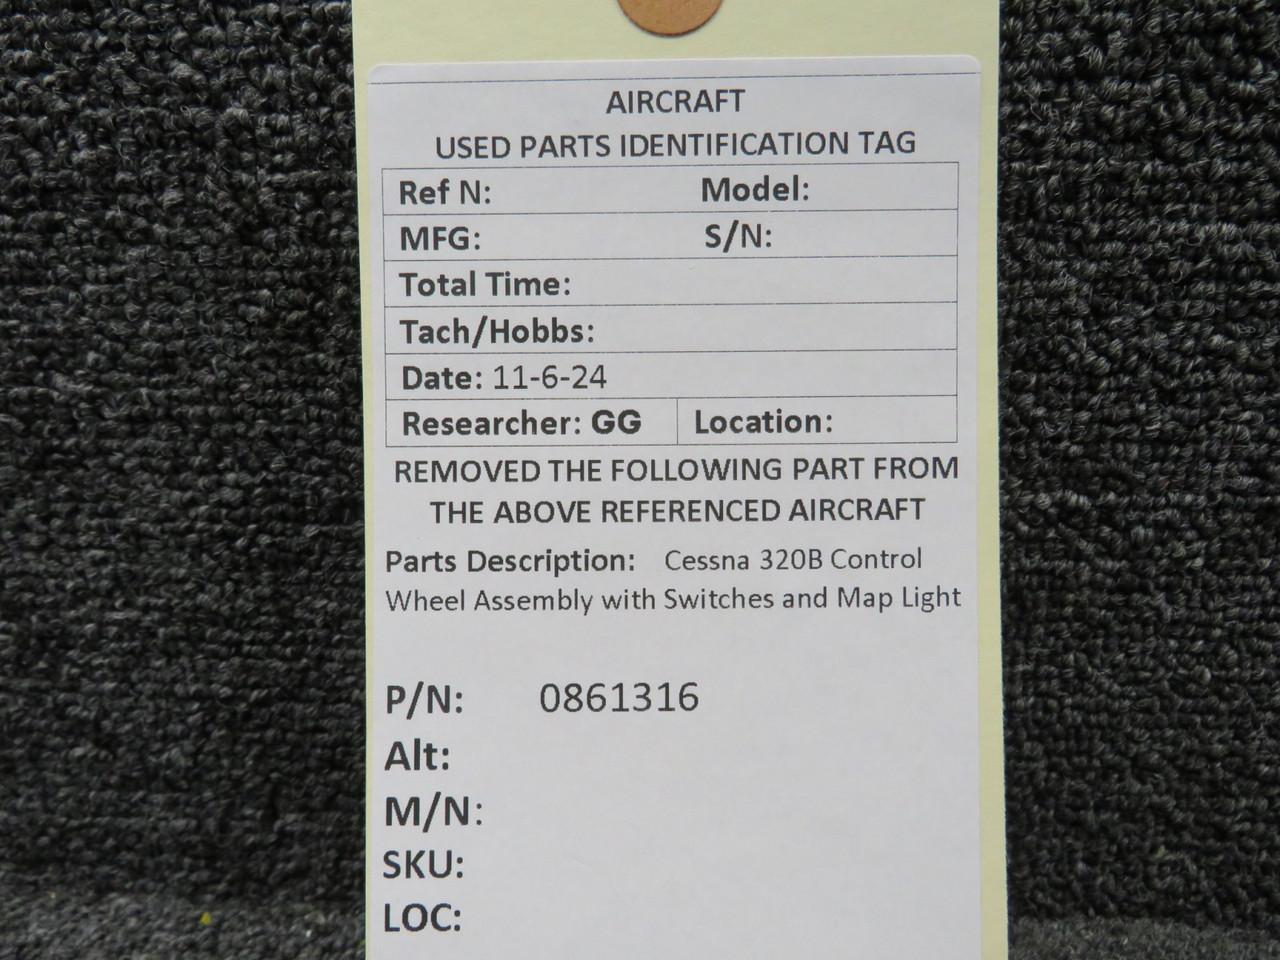 AIRCRAFT
USED PARTS IDENTIFICATION TAG
Ref N: Model:
MFG: S/N:
Total Time:
Tach/Hobbs:
Date: 11-6-24
Researcher: GG Location:
REMOVED THE FOLLOWING PART FROM
THE ABOVE REFERENCED AIRCRAFT
Parts Description: Cessna 320B Control
Wheel Assembly with Switches and Map Light
P/N: 0861316
Alt:
M/N:
SKU:
LOC: